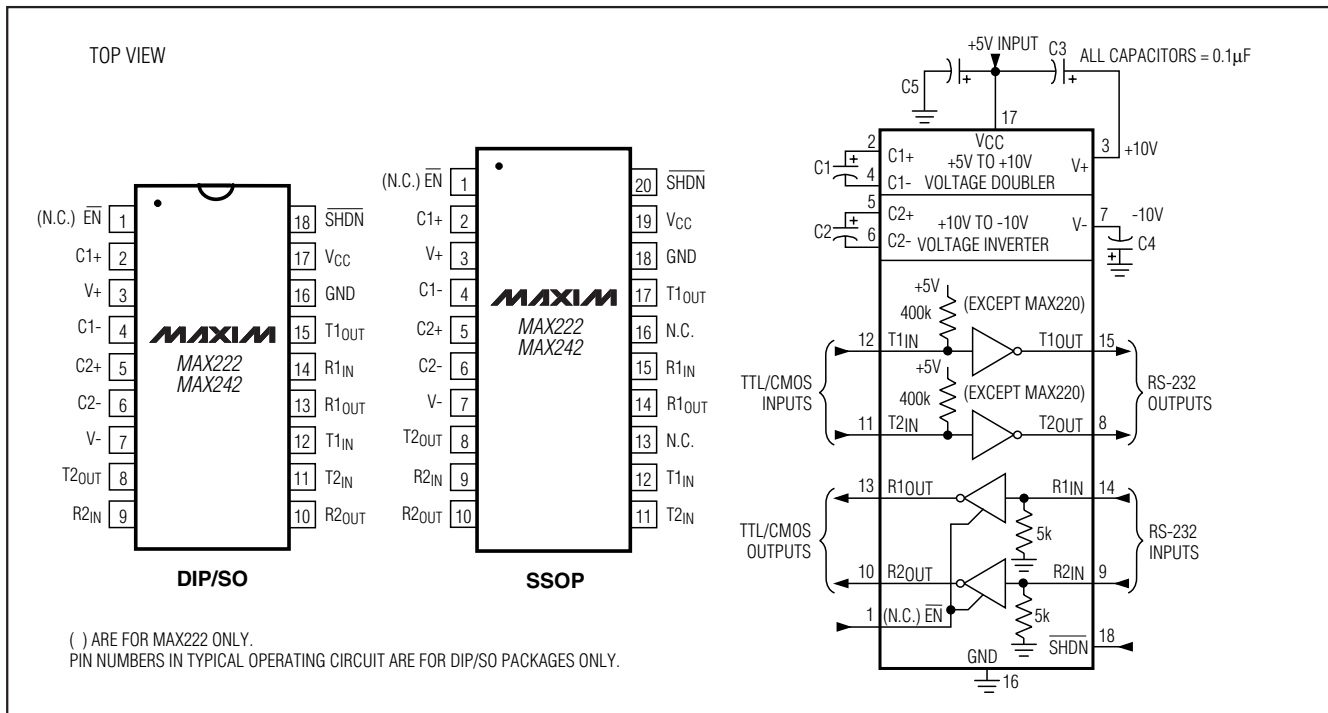 TOP VIEW
(N.C.) EN 1
C1+ 2
V+ 3
C1- 4
C2+ 5
C2- 6
V- 7
T2OUT 8
R2IN 9
18 SHDN
17 VCC
16 GND
15 T1OUT
14 R1IN
13 R1OUT
12 T1IN
11 T2IN
10 R2OUT
MAXIM
MAX222
MAX242
DIP/SO
(N.C.) EN 1
C1+ 2
V+ 3
C1- 4
C2+ 5
C2- 6
V- 7
T2OUT 8
R2IN 9
R2OUT 10
20 SHDN
19 VCC
18 GND
17 T1OUT
16 N.C.
15 R1IN
14 R1OUT
13 N.C.
12 T1IN
11 T2IN
MAXIM
MAX222
MAX242
SSOP
( ) ARE FOR MAX222 ONLY.
PIN NUMBERS IN TYPICAL OPERATING CIRCUIT ARE FOR DIP/SO PACKAGES ONLY.
+5V INPUT
C3
ALL CAPACITORS = 0.1µF
C5
+
+
17
VCC
2
C1+
+5V TO +10V
VOLTAGE DOUBLER
V+
3
+10V
C1
+
4
C1-
5
C2+
+10V TO -10V
VOLTAGE INVERTER
V-
7
-10V
C2
+
6
C2-
C4
+
+5V
400k
(EXCEPT MAX220)
12
T1IN
T1OUT
15
TTL/CMOS
INPUTS
+5V
400k
(EXCEPT MAX220)
RS-232
OUTPUTS
11
T2IN
T2OUT
8
13
R1OUT
R1IN
14
TTL/CMOS
OUTPUTS
5k
RS-232
INPUTS
10
R2OUT
R2IN
9
1
(N.C.) EN
5k
SHDN
18
GND
16